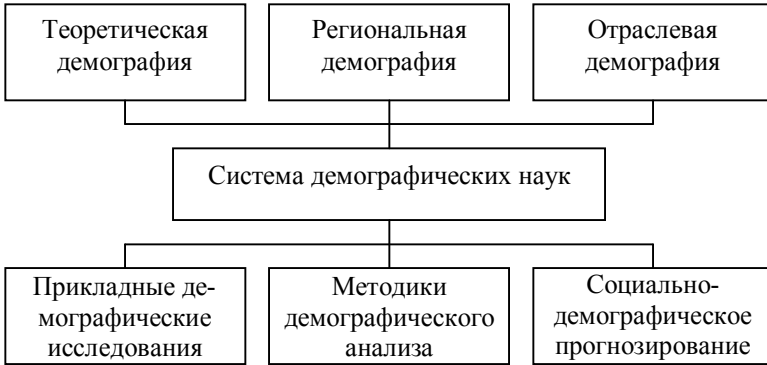 Теоретическая
демография
Региональная
демография
Отраслевая
демография
Система демографических наук
Прикладные де-
мографические
исследования
Методики
демографического
анализа
Социально-
демографическое
прогнозирование